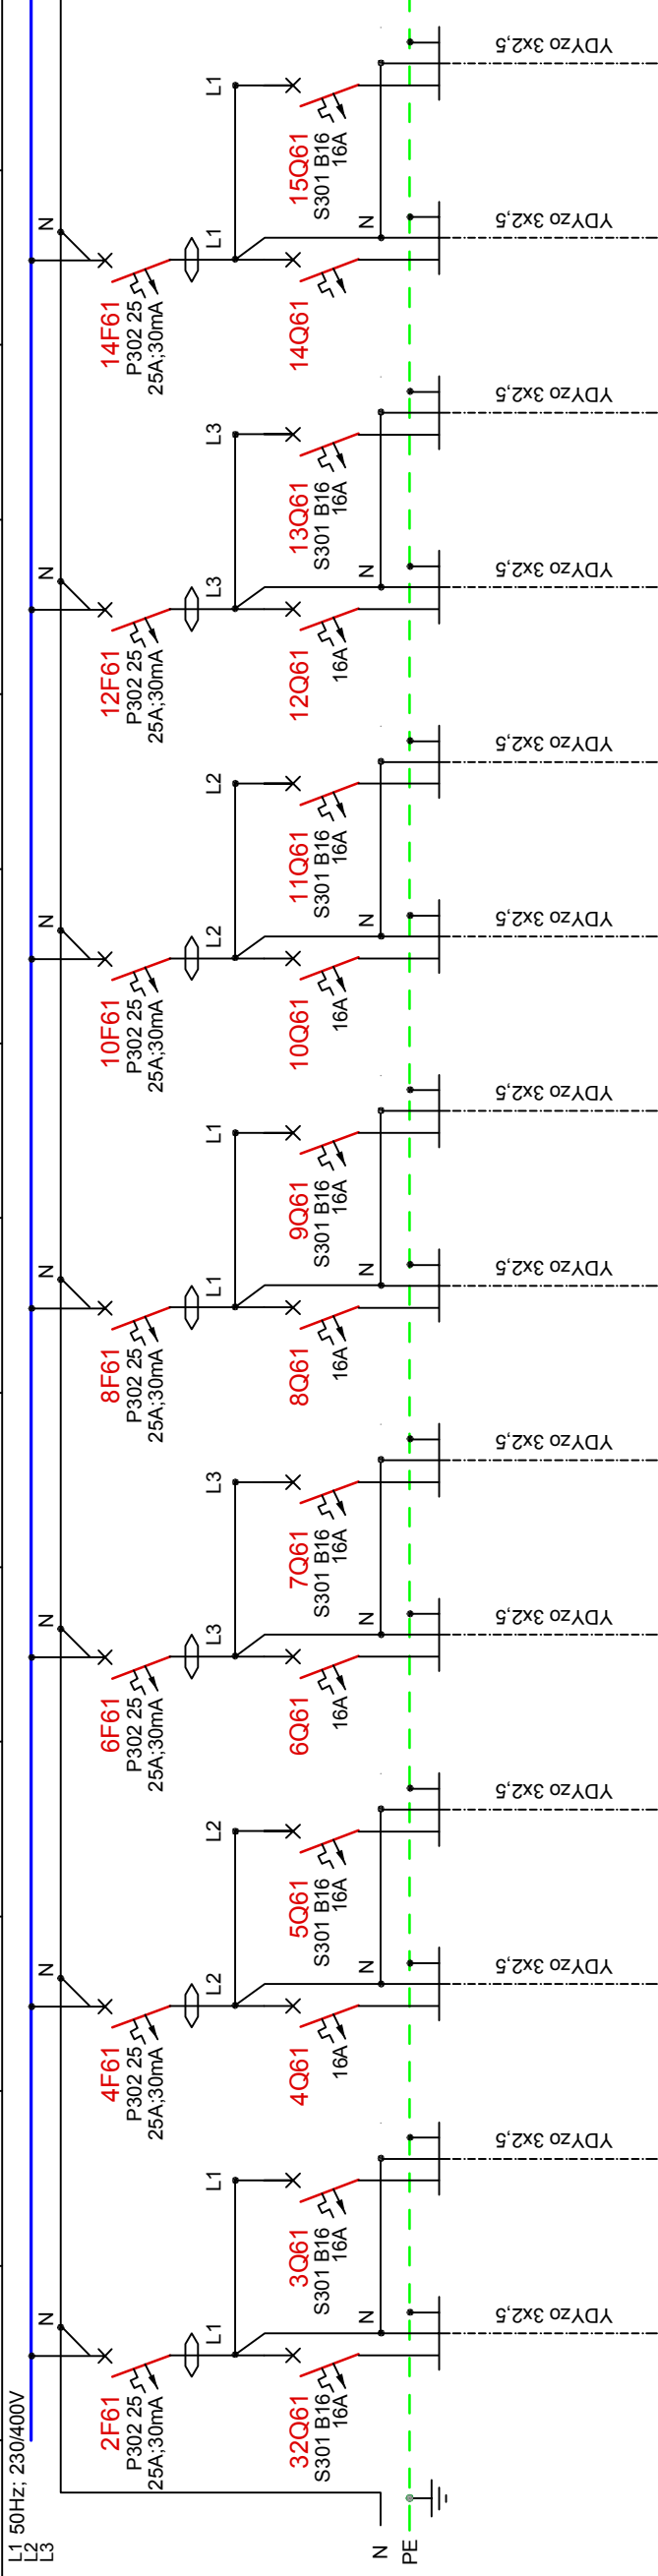 L1 50Hz; 230/400V
L2
L3
N
PE
N
2F61
P302 25
25A;30mA
L1
L1
32Q61
S301 B16
16A
3Q61
S301 B16
16A
N
YDYzo 3x2,5
YDYzo 3x2,5
N
4F61
P302 25
25A;30mA
L2
L2
4Q61
16A
5Q61
S301 B16
16A
N
YDYzo 3x2,5
YDYzo 3x2,5
N
6F61
P302 25
25A;30mA
L3
L3
6Q61
16A
7Q61
S301 B16
16A
N
YDYzo 3x2,5
YDYzo 3x2,5
N
8F61
P302 25
25A;30mA
L1
L1
8Q61
16A
9Q61
S301 B16
16A
N
YDYzo 3x2,5
YDYzo 3x2,5
N
10F61
P302 25
25A;30mA
L2
L2
10Q61
16A
11Q61
S301 B16
16A
N
YDYzo 3x2,5
YDYzo 3x2,5
N
12F61
P302 25
25A;30mA
L3
L3
12Q61
16A
13Q61
S301 B16
16A
N
YDYzo 3x2,5
YDYzo 3x2,5
N
14F61
P302 25
25A;30mA
L1
L1
14Q61
15Q61
S301 B16
16A
N
YDYzo 3x2,5
YDYzo 3x2,5